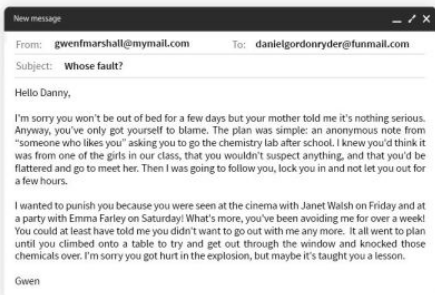 New message
From: gwenfmarshall@mymail.com To: danielgordonryder@funmail.com
Subject: Whose fault?
Hello Danny,
I'm sorry you won't be out of bed for a few days but your mother told me it's nothing serious.
Anyway, you've only got yourself to blame. The plan was simple: an anonymous note from
“someone who likes you” asking you to go the chemistry lab after school. I knew you'd think it
was from one of the girls in our class, that you wouldn't suspect anything, and that you'd be
flattered and go to meet her. Then I was going to follow you, lock you in and not let you out for
a few hours.
I wanted to punish you because you were seen at the cinema with Janet Walsh on Friday and at
a party with Emma Farley on Saturday! What's more, you've been avoiding me for over a week!
You could at least have told me you didn't want to go out with me any more. It all went to plan
until you climbed onto a table to try and get out through the window and knocked those
chemicals over. I'm sorry you got hurt in the explosion, but maybe it's taught you a lesson.
Gwen